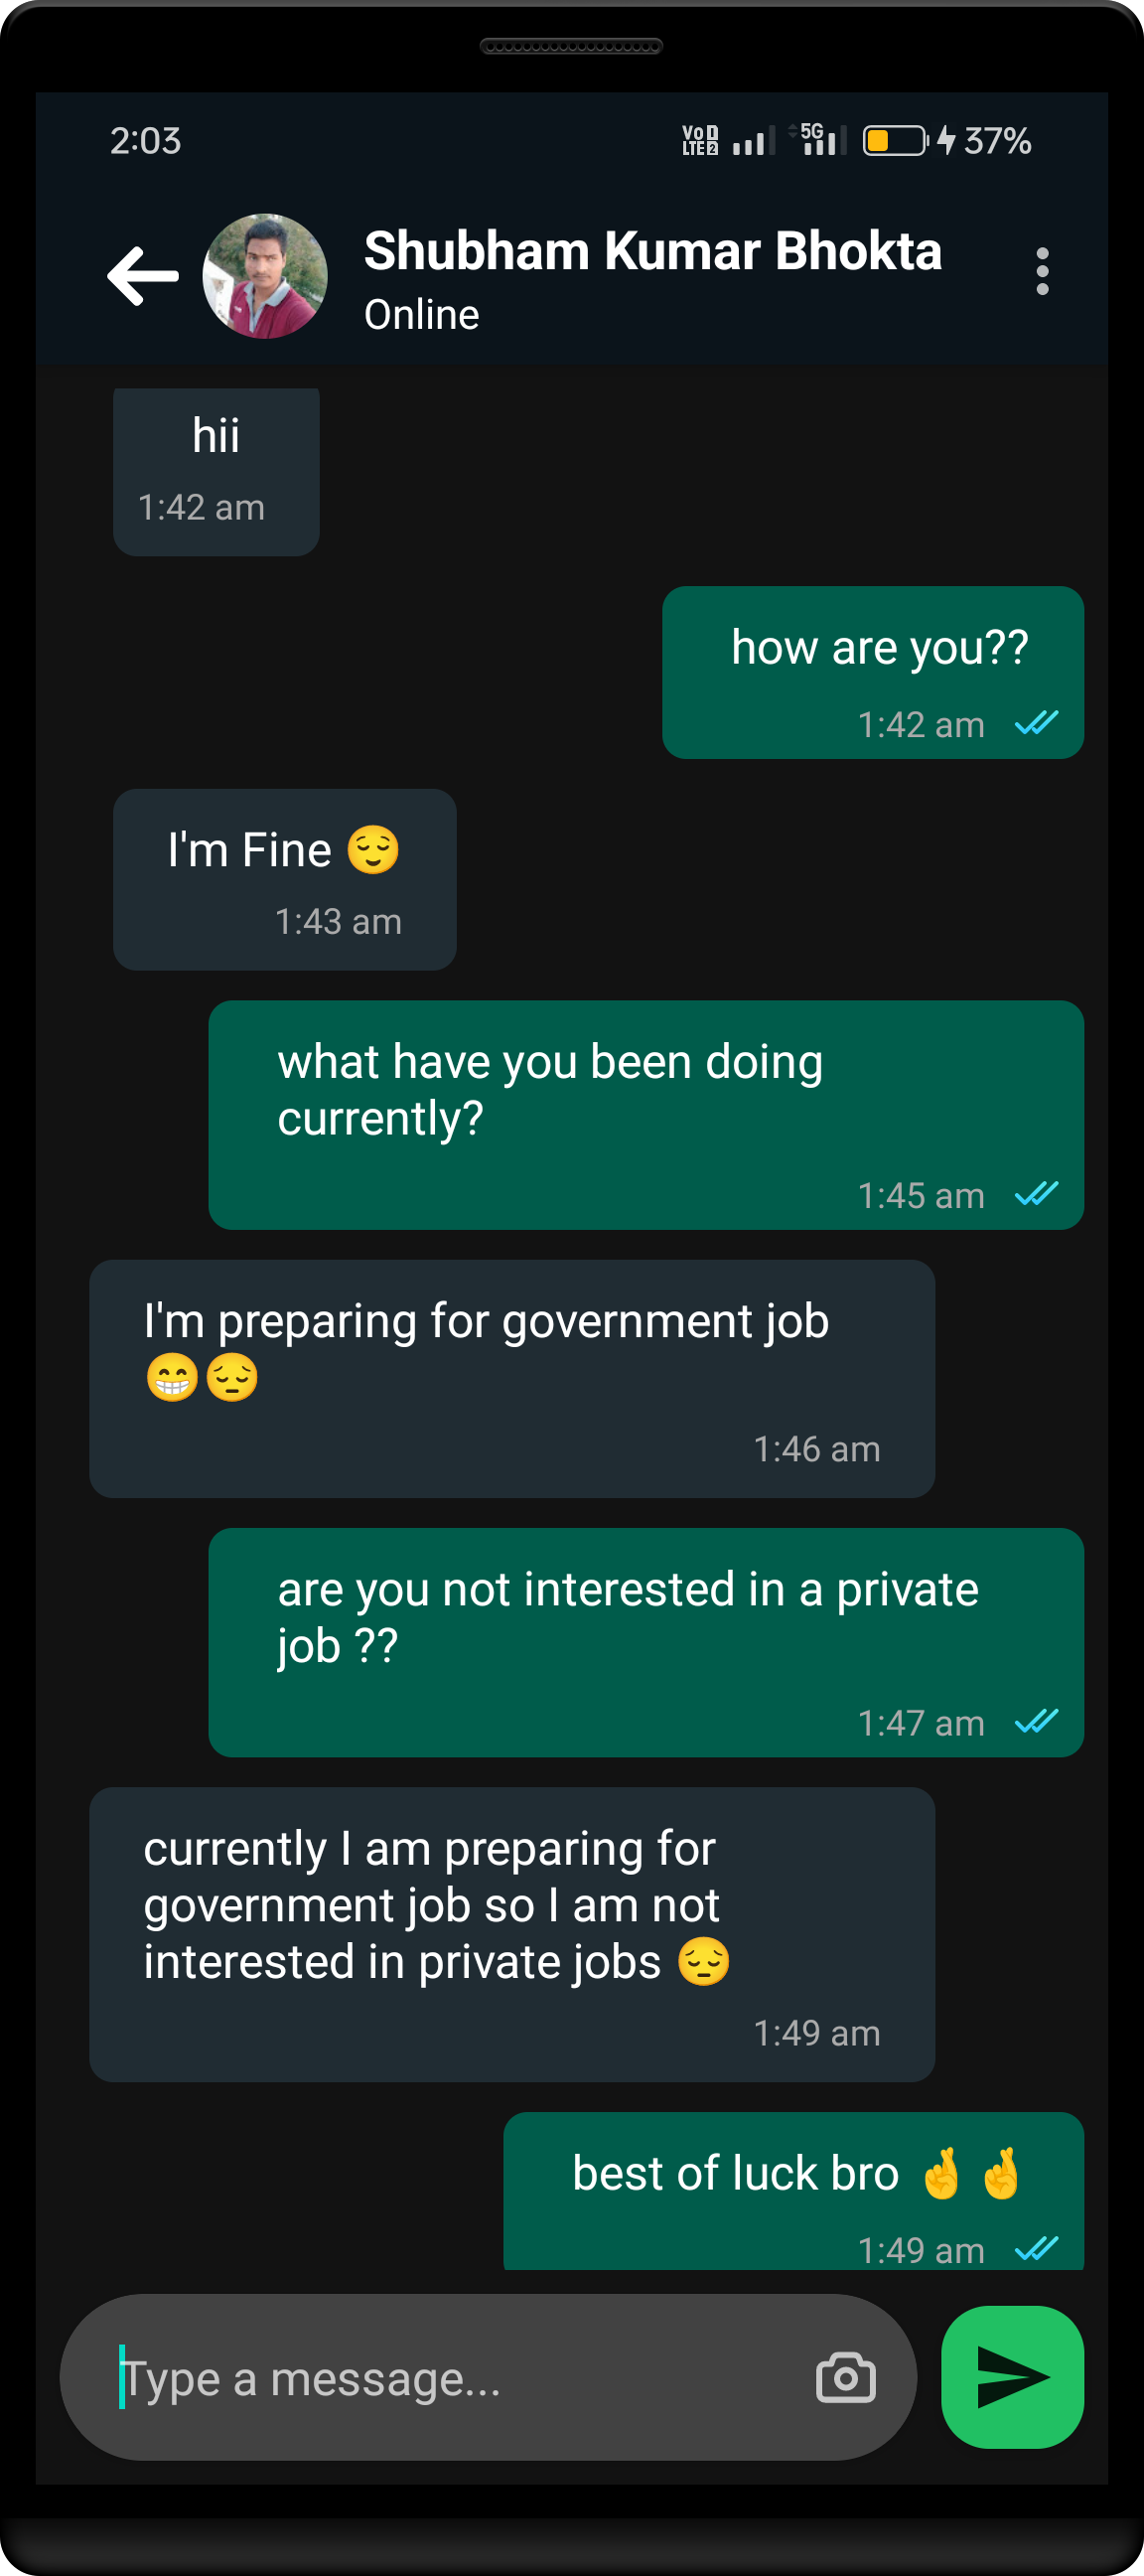 2:03 VoLTE 1 2 5G 37%
Shubham Kumar Bhokta
Online
hii
1:42 am
how are you??
1:42 am
I'm Fine 😌
1:43 am
what have you been doing
currently?
1:45 am
I'm preparing for government job
😁😔
1:46 am
are you not interested in a private
job ??
1:47 am
currently I am preparing for
government job so I am not
interested in private jobs 😔
1:49 am
best of luck bro 🤞🤞
1:49 am
Type a message...